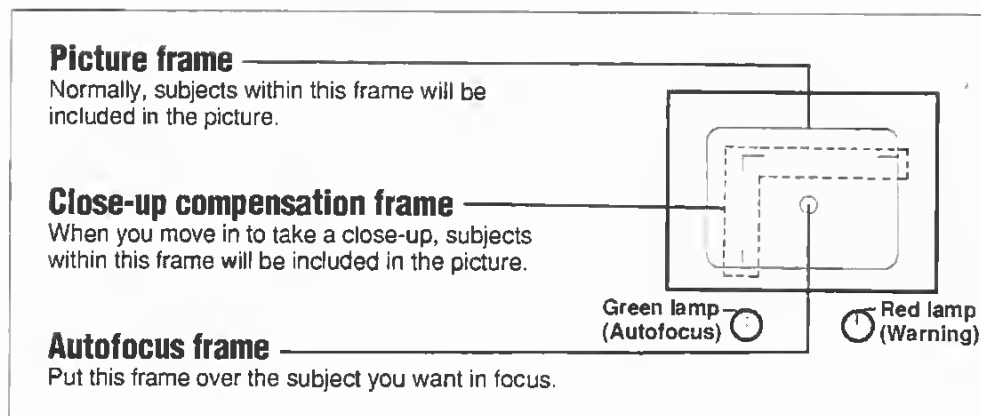 Picture frame
Normally, subjects within this frame will be
included in the picture.
Close-up compensation frame
When you move in to take a close-up, subjects
within this frame will be included in the picture.
Autofocus frame
Put this frame over the subject you want in focus.
Green lamp
(Autofocus)
Red lamp
(Warning)